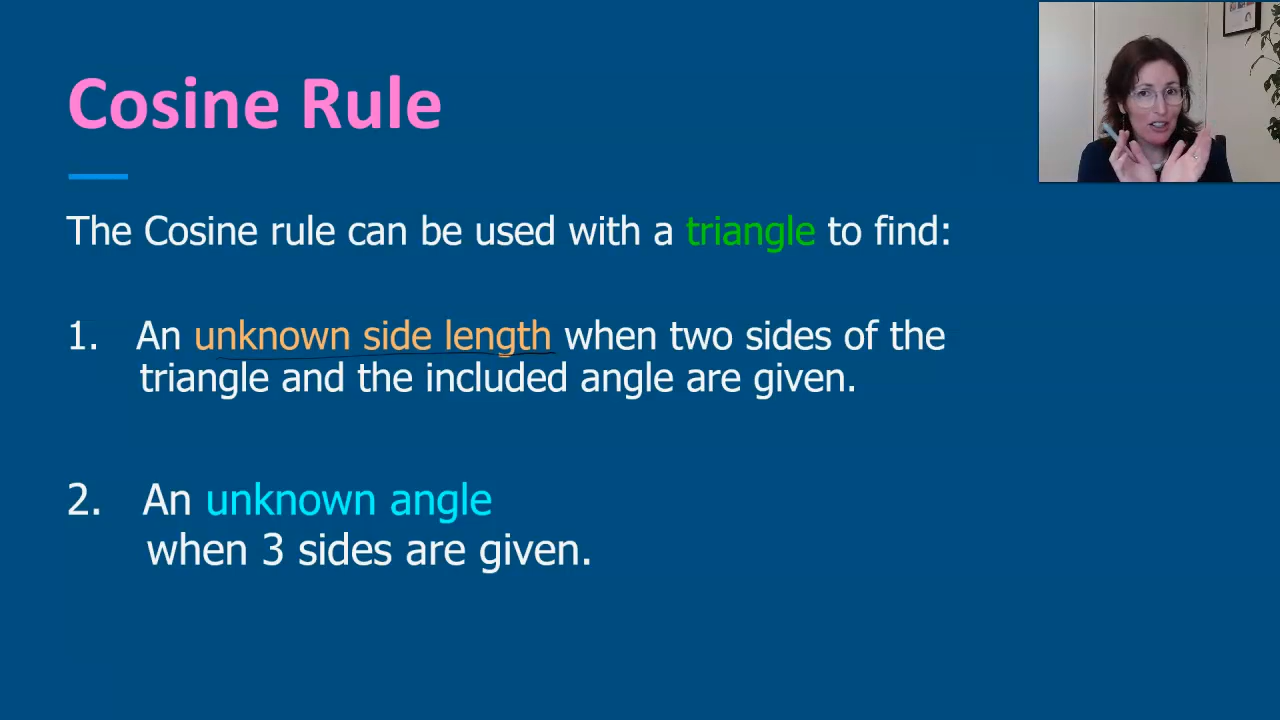 Cosine Rule
The Cosine rule can be used with a triangle to find:
1. An unknown side length when two sides of the
triangle and the included angle are given.
2. An unknown angle
when 3 sides are given.